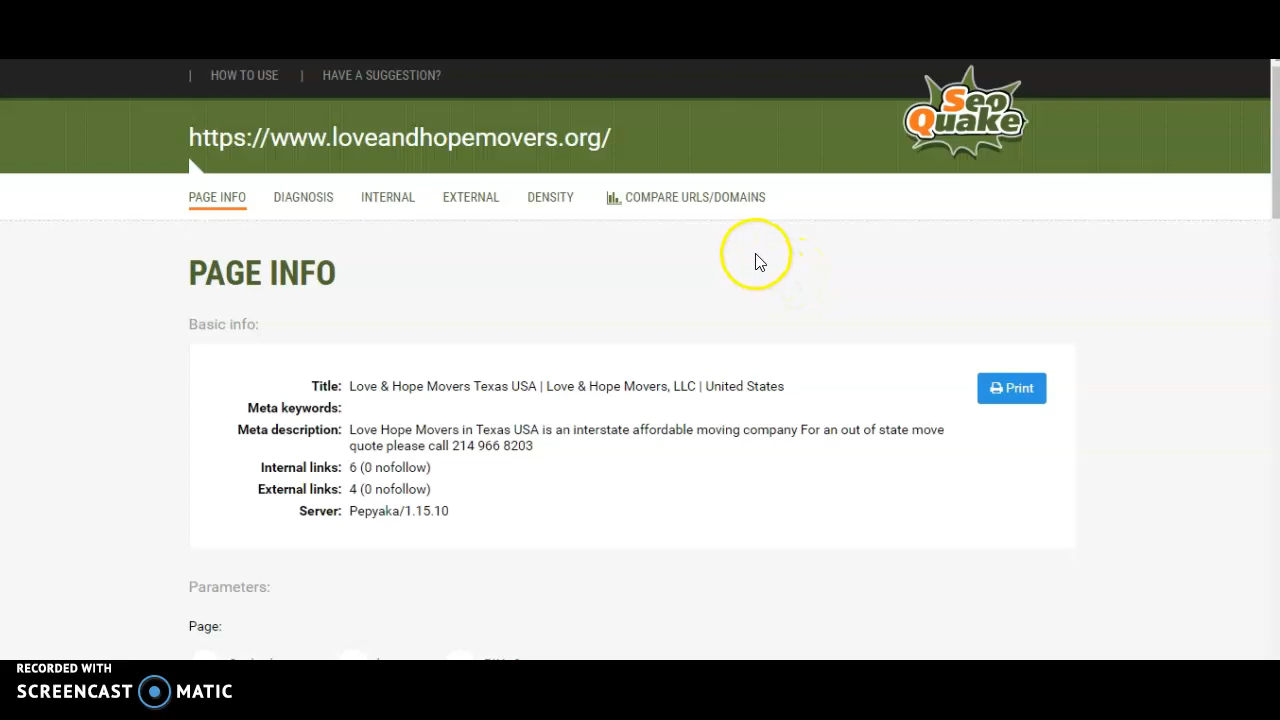 | HOW TO USE | HAVE A SUGGESTION?
Seo
Quake
https://www.loveandhopemovers.org/
PAGE INFO DIAGNOSIS INTERNAL EXTERNAL DENSITY COMPARE URLS/DOMAINS
PAGE INFO
Basic info:
Title: Love & Hope Movers Texas USA | Love & Hope Movers, LLC | United States
Print
Meta keywords:
Meta description: Love Hope Movers in Texas USA is an interstate affordable moving company For an out of state move
quote please call 214 966 8203
Internal links: 6 (0 nofollow)
External links: 4 (0 nofollow)
Server: Pepyaka/1.15.10
Parameters:
Page:
RECORDED WITH
SCREENCAST MATIC